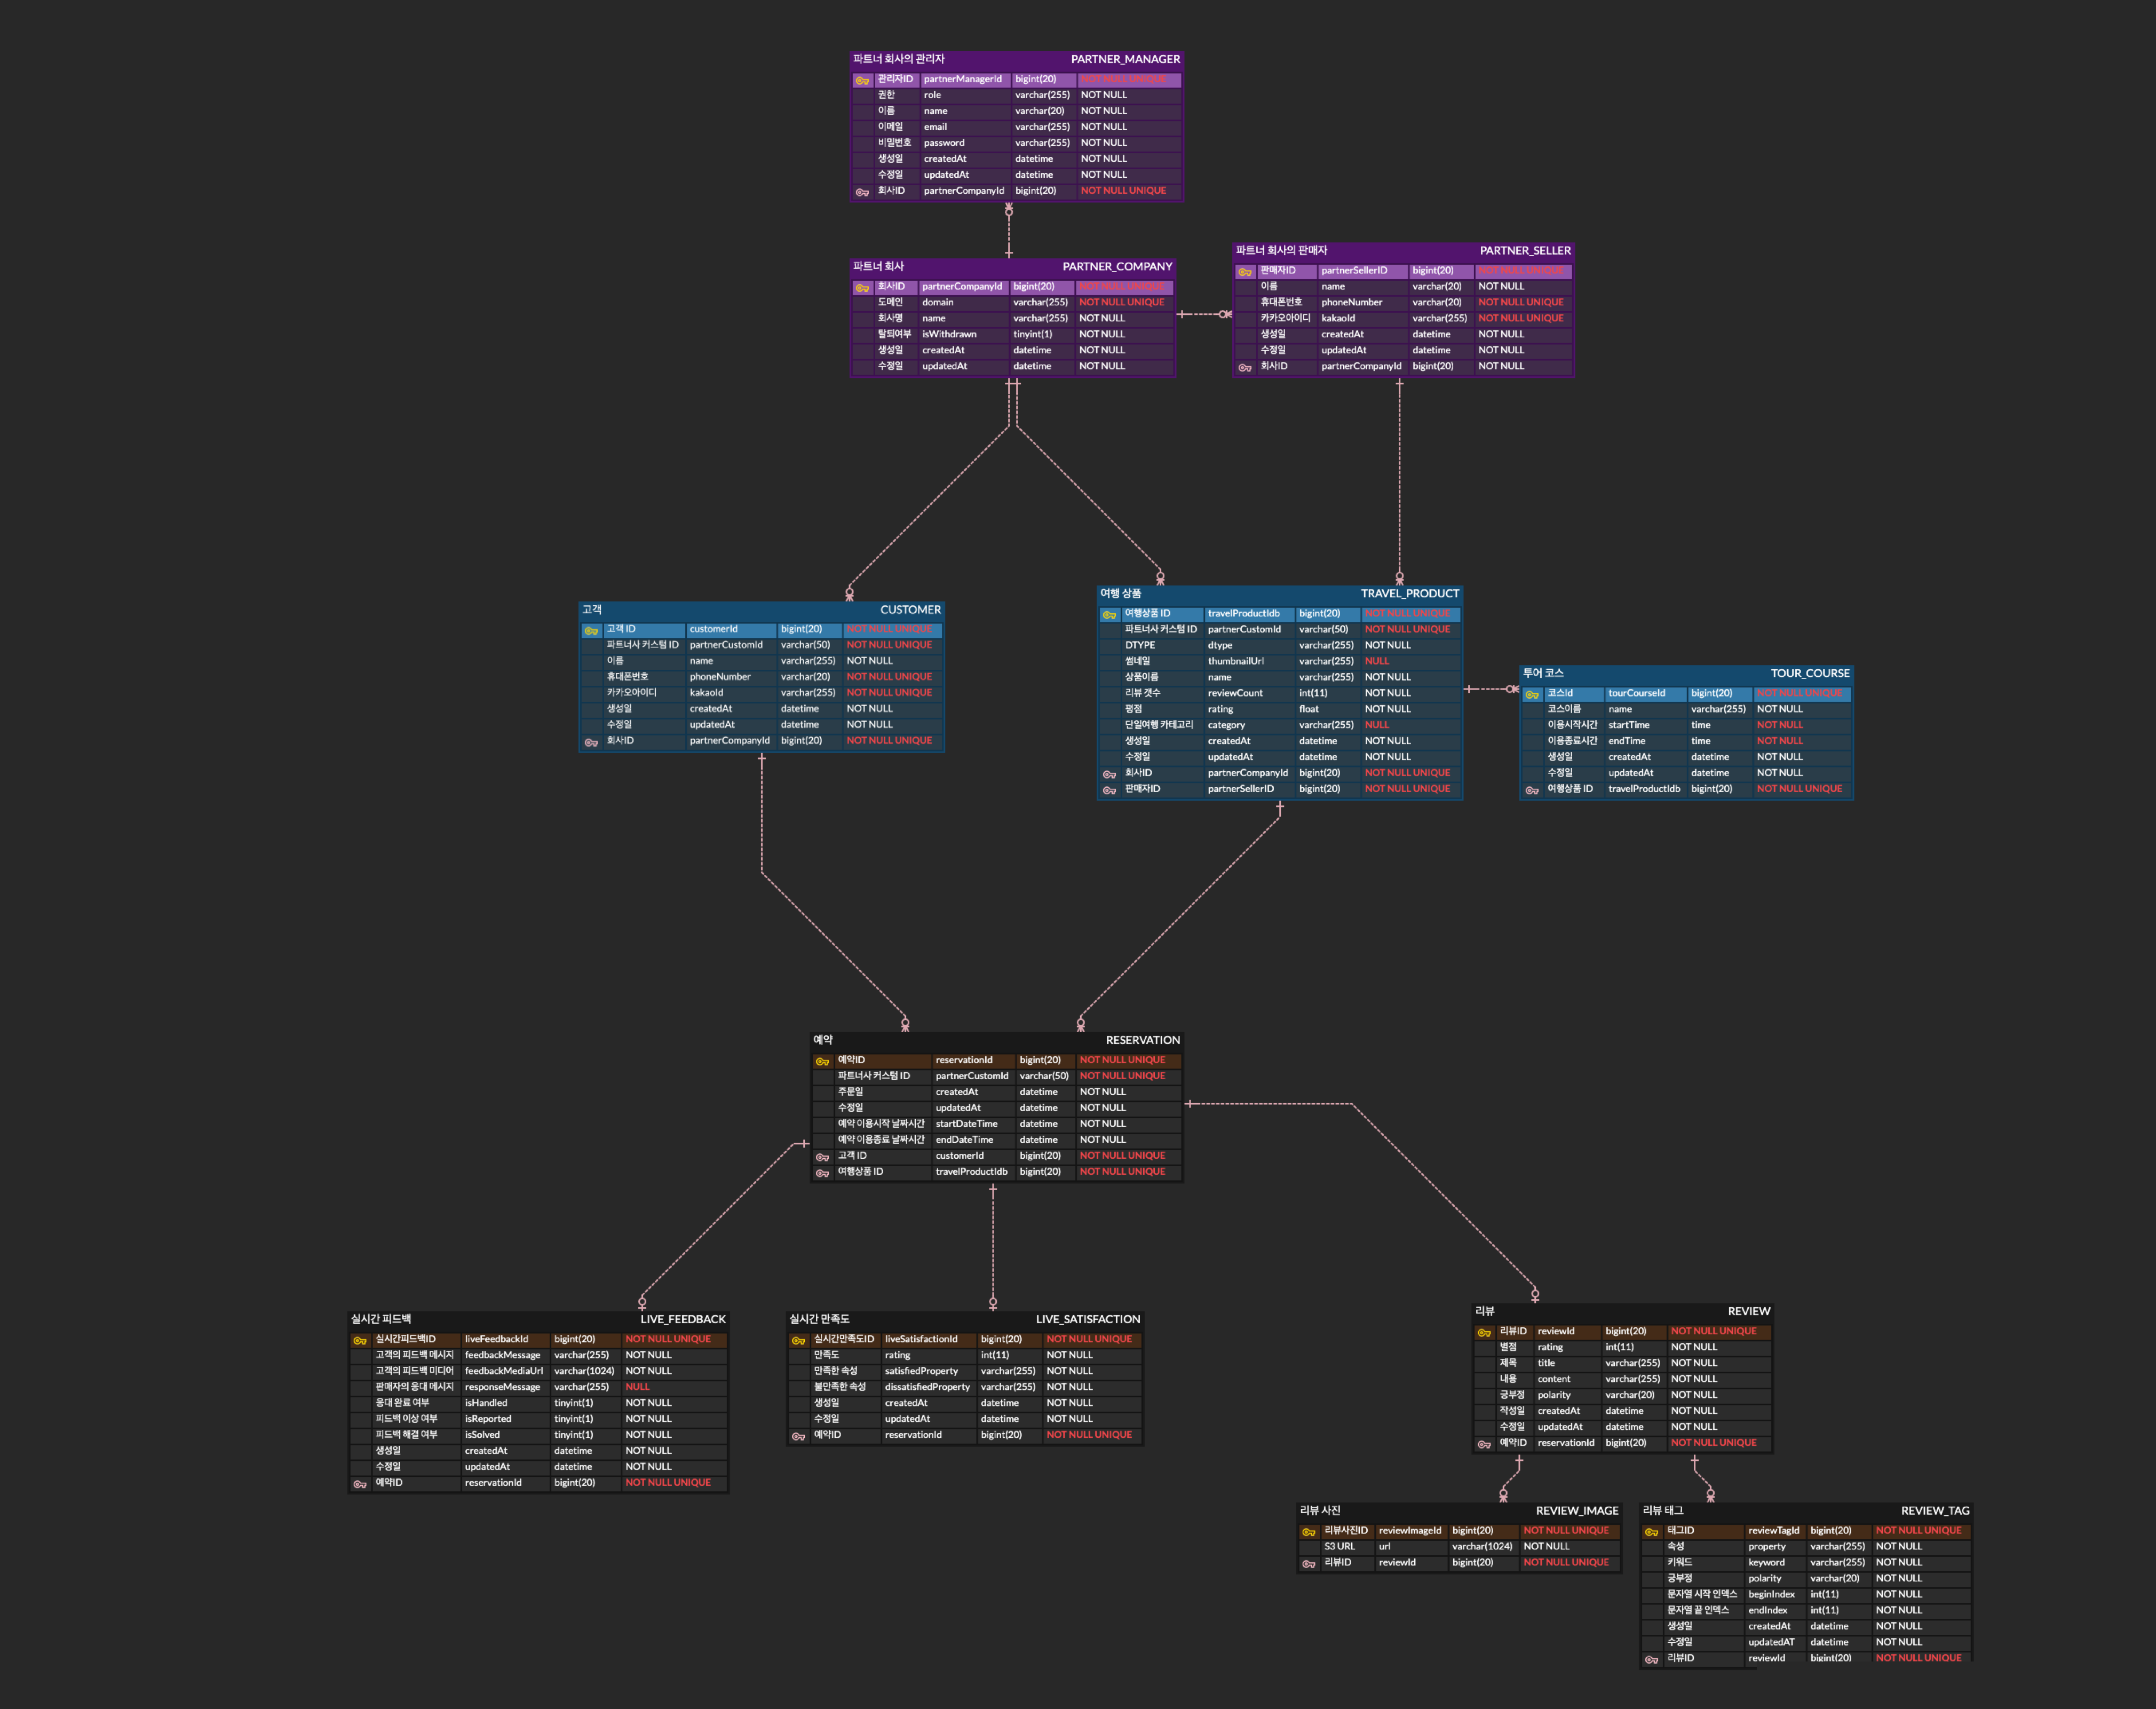 파트너 회사의 관리자 PARTNER_MANAGER
관리자ID partnerManagerId bigint(20) NOT NULL UNIQUE
권한 role varchar(255) NOT NULL
이름 name varchar(20) NOT NULL
이메일 email varchar(255) NOT NULL
비밀번호 password varchar(255) NOT NULL
생성일 createdAt datetime NOT NULL
수정일 updatedAt datetime NOT NULL
회사ID partnerCompanyId bigint(20) NOT NULL UNIQUE
파트너 회사 PARTNER_COMPANY
회사ID partnerCompanyId bigint(20) NOT NULL UNIQUE
도메인 domain varchar(255) NOT NULL UNIQUE
회사명 name varchar(255) NOT NULL
탈퇴여부 isWithdrawn tinyint(1) NOT NULL
생성일 createdAt datetime NOT NULL
수정일 updatedAt datetime NOT NULL
파트너 회사의 판매자 PARTNER_SELLER
판매자ID partnerSellerID bigint(20) NOT NULL UNIQUE
이름 name varchar(20) NOT NULL
휴대폰번호 phoneNumber varchar(20) NOT NULL UNIQUE
카카오아이디 kakaoId varchar(255) NOT NULL UNIQUE
생성일 createdAt datetime NOT NULL
수정일 updatedAt datetime NOT NULL
회사ID partnerCompanyId bigint(20) NOT NULL
고객 CUSTOMER
고객 ID customerId bigint(20) NOT NULL UNIQUE
파트너사 커스텀 ID partnerCustomId varchar(50) NOT NULL UNIQUE
이름 name varchar(255) NOT NULL
휴대폰번호 phoneNumber varchar(20) NOT NULL UNIQUE
카카오아이디 kakaoId varchar(255) NOT NULL UNIQUE
생성일 createdAt datetime NOT NULL
수정일 updatedAt datetime NOT NULL
회사ID partnerCompanyId bigint(20) NOT NULL UNIQUE
여행 상품 TRAVEL_PRODUCT
여행상품 ID travelProductIdb bigint(20) NOT NULL UNIQUE
파트너사 커스텀 ID partnerCustomId varchar(50) NOT NULL UNIQUE
DTYPE dtype varchar(255) NOT NULL
썸네일 thumbnailUrl varchar(255) NULL
상품이름 name varchar(255) NOT NULL
리뷰 갯수 reviewCount int(11) NOT NULL
평점 rating float NOT NULL
단일여행 카테고리 category varchar(255) NULL
생성일 createdAt datetime NOT NULL
수정일 updatedAt datetime NOT NULL
회사ID partnerCompanyId bigint(20) NOT NULL UNIQUE
판매자ID partnerSellerID bigint(20) NOT NULL UNIQUE
투어 코스 TOUR_COURSE
코스Id tourCourseId bigint(20) NOT NULL UNIQUE
코스이름 name varchar(255) NOT NULL
이용시작시간 startTime time NOT NULL
이용종료시간 endTime time NOT NULL
생성일 createdAt datetime NOT NULL
수정일 updatedAt datetime NOT NULL
여행상품 ID travelProductIdb bigint(20) NOT NULL UNIQUE
예약 RESERVATION
예약ID reservationId bigint(20) NOT NULL UNIQUE
파트너사 커스텀 ID partnerCustomId varchar(50) NOT NULL UNIQUE
주문일 createdAt datetime NOT NULL
수정일 updatedAt datetime NOT NULL
예약 이용시작 날짜시간 startDateTime datetime NOT NULL
예약 이용종료 날짜시간 endDateTime datetime NOT NULL
고객 ID customerId bigint(20) NOT NULL UNIQUE
여행상품 ID travelProductIdb bigint(20) NOT NULL UNIQUE
실시간 피드백 LIVE_FEEDBACK
실시간피드백ID liveFeedbackId bigint(20) NOT NULL UNIQUE
고객의 피드백 메시지 feedbackMessage varchar(255) NOT NULL
고객의 피드백 미디어 feedbackMediaUrl varchar(1024) NOT NULL
판매자의 응대 메시지 responseMessage varchar(255) NULL
응대 완료 여부 isHandled tinyint(1) NOT NULL
피드백 이상 여부 isReported tinyint(1) NOT NULL
피드백 해결 여부 isSolved tinyint(1) NOT NULL
생성일 createdAt datetime NOT NULL
수정일 updatedAt datetime NOT NULL
예약ID reservationId bigint(20) NOT NULL UNIQUE
실시간 만족도 LIVE_SATISFACTION
실시간만족도ID liveSatisfactionId bigint(20) NOT NULL UNIQUE
만족도 rating int(11) NOT NULL
만족한 속성 satisfiedProperty varchar(255) NOT NULL
불만족한 속성 dissatisfiedProperty varchar(255) NOT NULL
생성일 createdAt datetime NOT NULL
수정일 updatedAt datetime NOT NULL
예약ID reservationId bigint(20) NOT NULL UNIQUE
리뷰 REVIEW
리뷰ID reviewId bigint(20) NOT NULL UNIQUE
별점 rating int(11) NOT NULL
제목 title varchar(255) NOT NULL
내용 content varchar(255) NOT NULL
긍부정 polarity varchar(20) NOT NULL
작성일 createdAt datetime NOT NULL
수정일 updatedAt datetime NOT NULL
예약ID reservationId bigint(20) NOT NULL UNIQUE
리뷰 사진 REVIEW_IMAGE
리뷰사진ID reviewImageId bigint(20) NOT NULL UNIQUE
S3 URL url varchar(1024) NOT NULL
리뷰ID reviewId bigint(20) NOT NULL UNIQUE
리뷰 태그 REVIEW_TAG
태그ID reviewTagId bigint(20) NOT NULL UNIQUE
속성 property varchar(255) NOT NULL
키워드 keyword varchar(255) NOT NULL
긍부정 polarity varchar(20) NOT NULL
문자열 시작 인덱스 beginIndex int(11) NOT NULL
문자열 끝 인덱스 endIndex int(11) NOT NULL
생성일 createdAt datetime NOT NULL
수정일 updatedAT datetime NOT NULL
리뷰ID reviewId bigint(20) NOT NULL UNIQUE